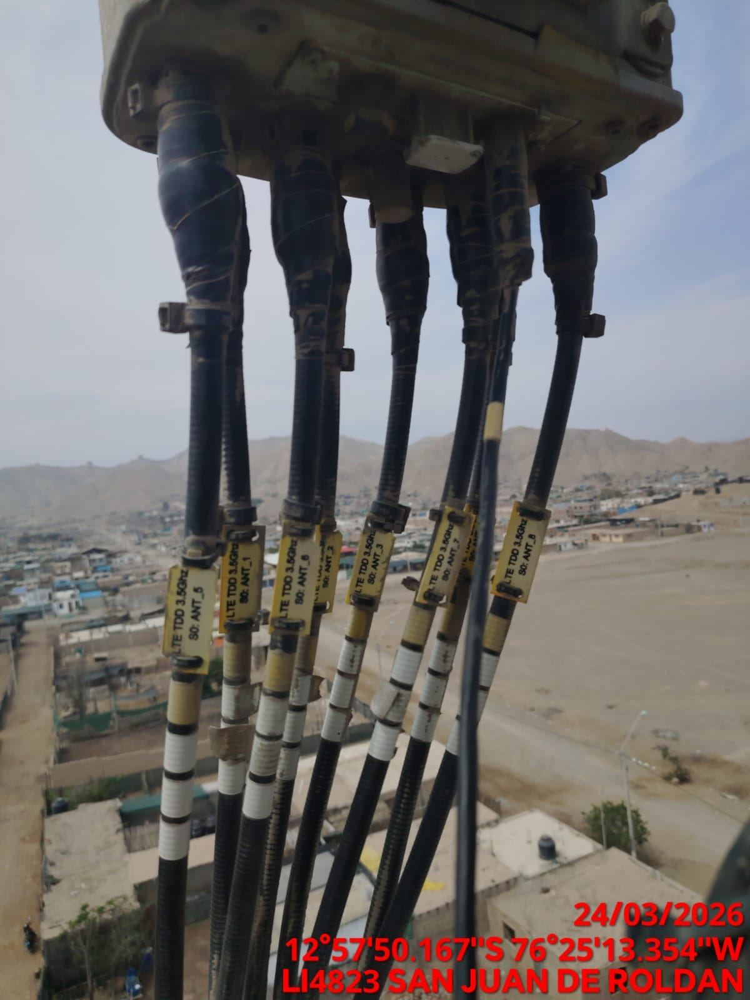 LTE TDD 3.5Ghz
S0: ANT_5
LTE TDD 3.5Ghz
S0: ANT_1
LTE TDD 3.5Ghz
S0: ANT_6
LTE TDD 3.5Ghz
S0: ANT_2
LTE TDD 3.5Ghz
S0: ANT_3
LTE TDD 3.5Ghz
S0: ANT_7
LTE TDD 3.5Ghz
S0: ANT_8
24/03/2026
12°57'50.167"S 76°25'13.354"W
LI4823 SAN JUAN DE ROLDAN